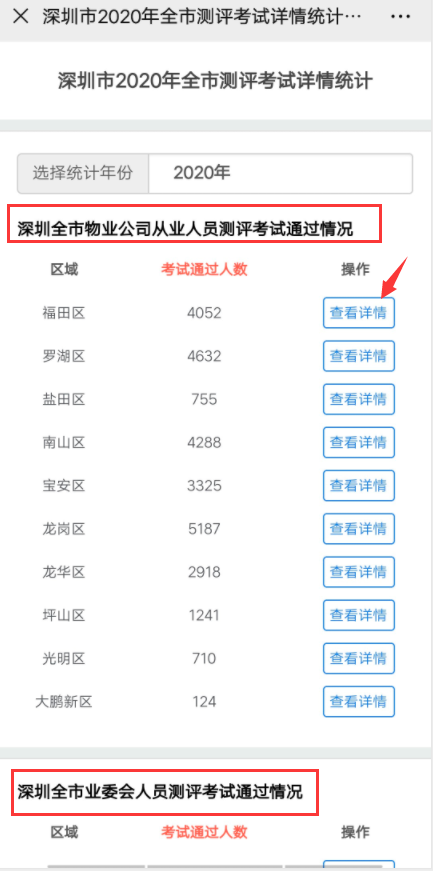 深圳市2020年全市测评考试详情统计…
深圳市2020年全市测评考试详情统计
选择统计年份 2020年
深圳全市物业公司从业人员测评考试通过情况
区域 考试通过人数 操作
福田区 4052 查看详情
罗湖区 4632 查看详情
盐田区 755 查看详情
南山区 4288 查看详情
宝安区 3325 查看详情
龙岗区 5187 查看详情
龙华区 2918 查看详情
坪山区 1241 查看详情
光明区 710 查看详情
大鹏新区 124 查看详情
深圳全市业委会人员测评考试通过情况
区域 考试通过人数 操作